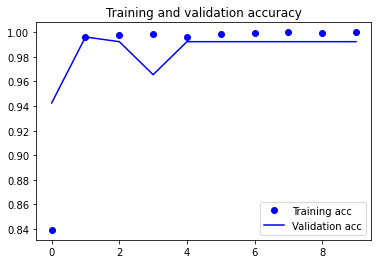 Training and validation accuracy
1.00
0.98
0.96
0.94
0.92
0.90
0.88
0.86
0.84
Training acc
Validation acc
0 2 4 6 8